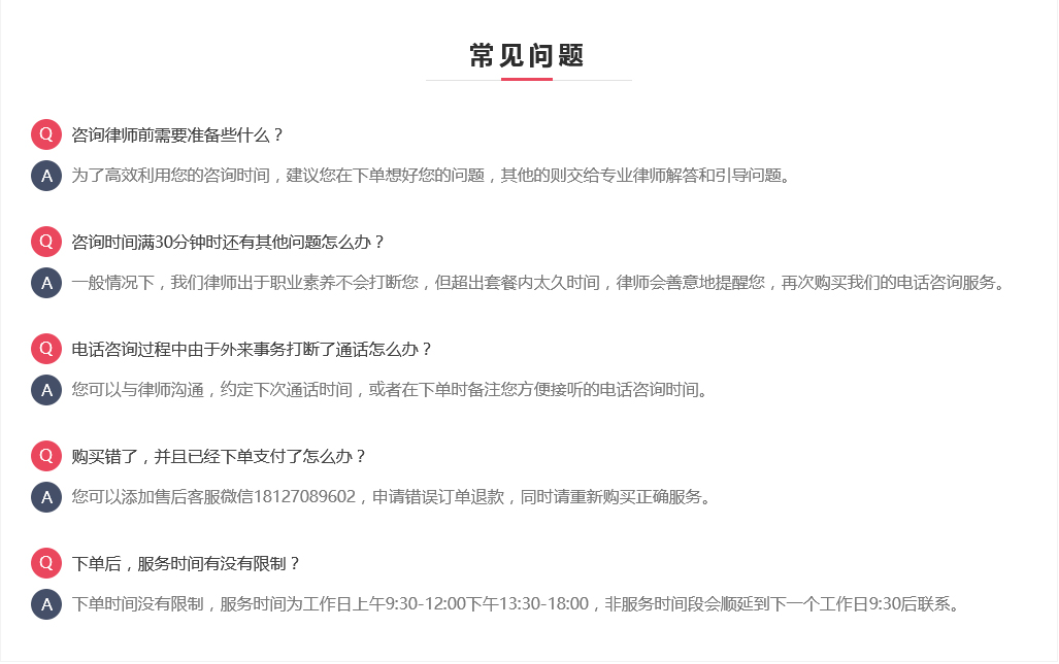 常见问题
Q 咨询律师前需要准备些什么？
A 为了高效利用您的咨询时间，建议您在下单想好您的问题，其他的则交给专业律师解答和引导问题。
Q 咨询时间满30分钟时还有其他问题怎么办？
A 一般情况下，我们律师出于职业素养不会打断您，但超出套餐内太久时间，律师会善意地提醒您，再次购买我们的电话咨询服务。
Q 电话咨询过程中由于外来事务打断了通话怎么办？
A 您可以与律师沟通，约定下次通话时间，或者在下单时备注您方便接听的电话咨询时间。
Q 购买错了，并且已经下单支付了怎么办？
A 您可以添加售后客服微信18127089602，申请错误订单退款，同时请重新购买正确服务。
Q 下单后，服务时间有没有限制？
A 下单时间没有限制，服务时间为工作日上午9:30-12:00下午13:30-18:00，非服务时间段会顺延到下一个工作日9:30后联系。